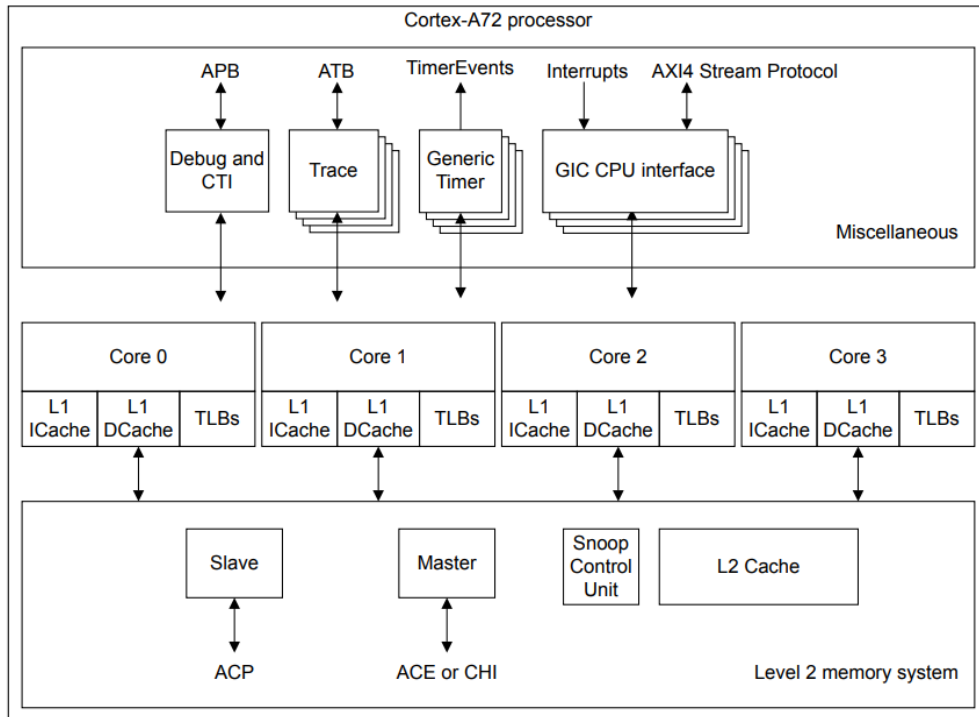 Cortex-A72 processor
APB
ATB
TimerEvents
Interrupts
AXI4 Stream Protocol
Debug and
CTI
Trace
Generic
Timer
GIC CPU interface
Miscellaneous
Core 0
Core 1
Core 2
Core 3
L1
ICache
L1
DCache
TLBs
L1
ICache
L1
DCache
TLBs
L1
ICache
L1
DCache
TLBs
L1
ICache
L1
DCache
TLBs
Slave
Master
Snoop
Control
Unit
L2 Cache
ACP
ACE or CHI
Level 2 memory system